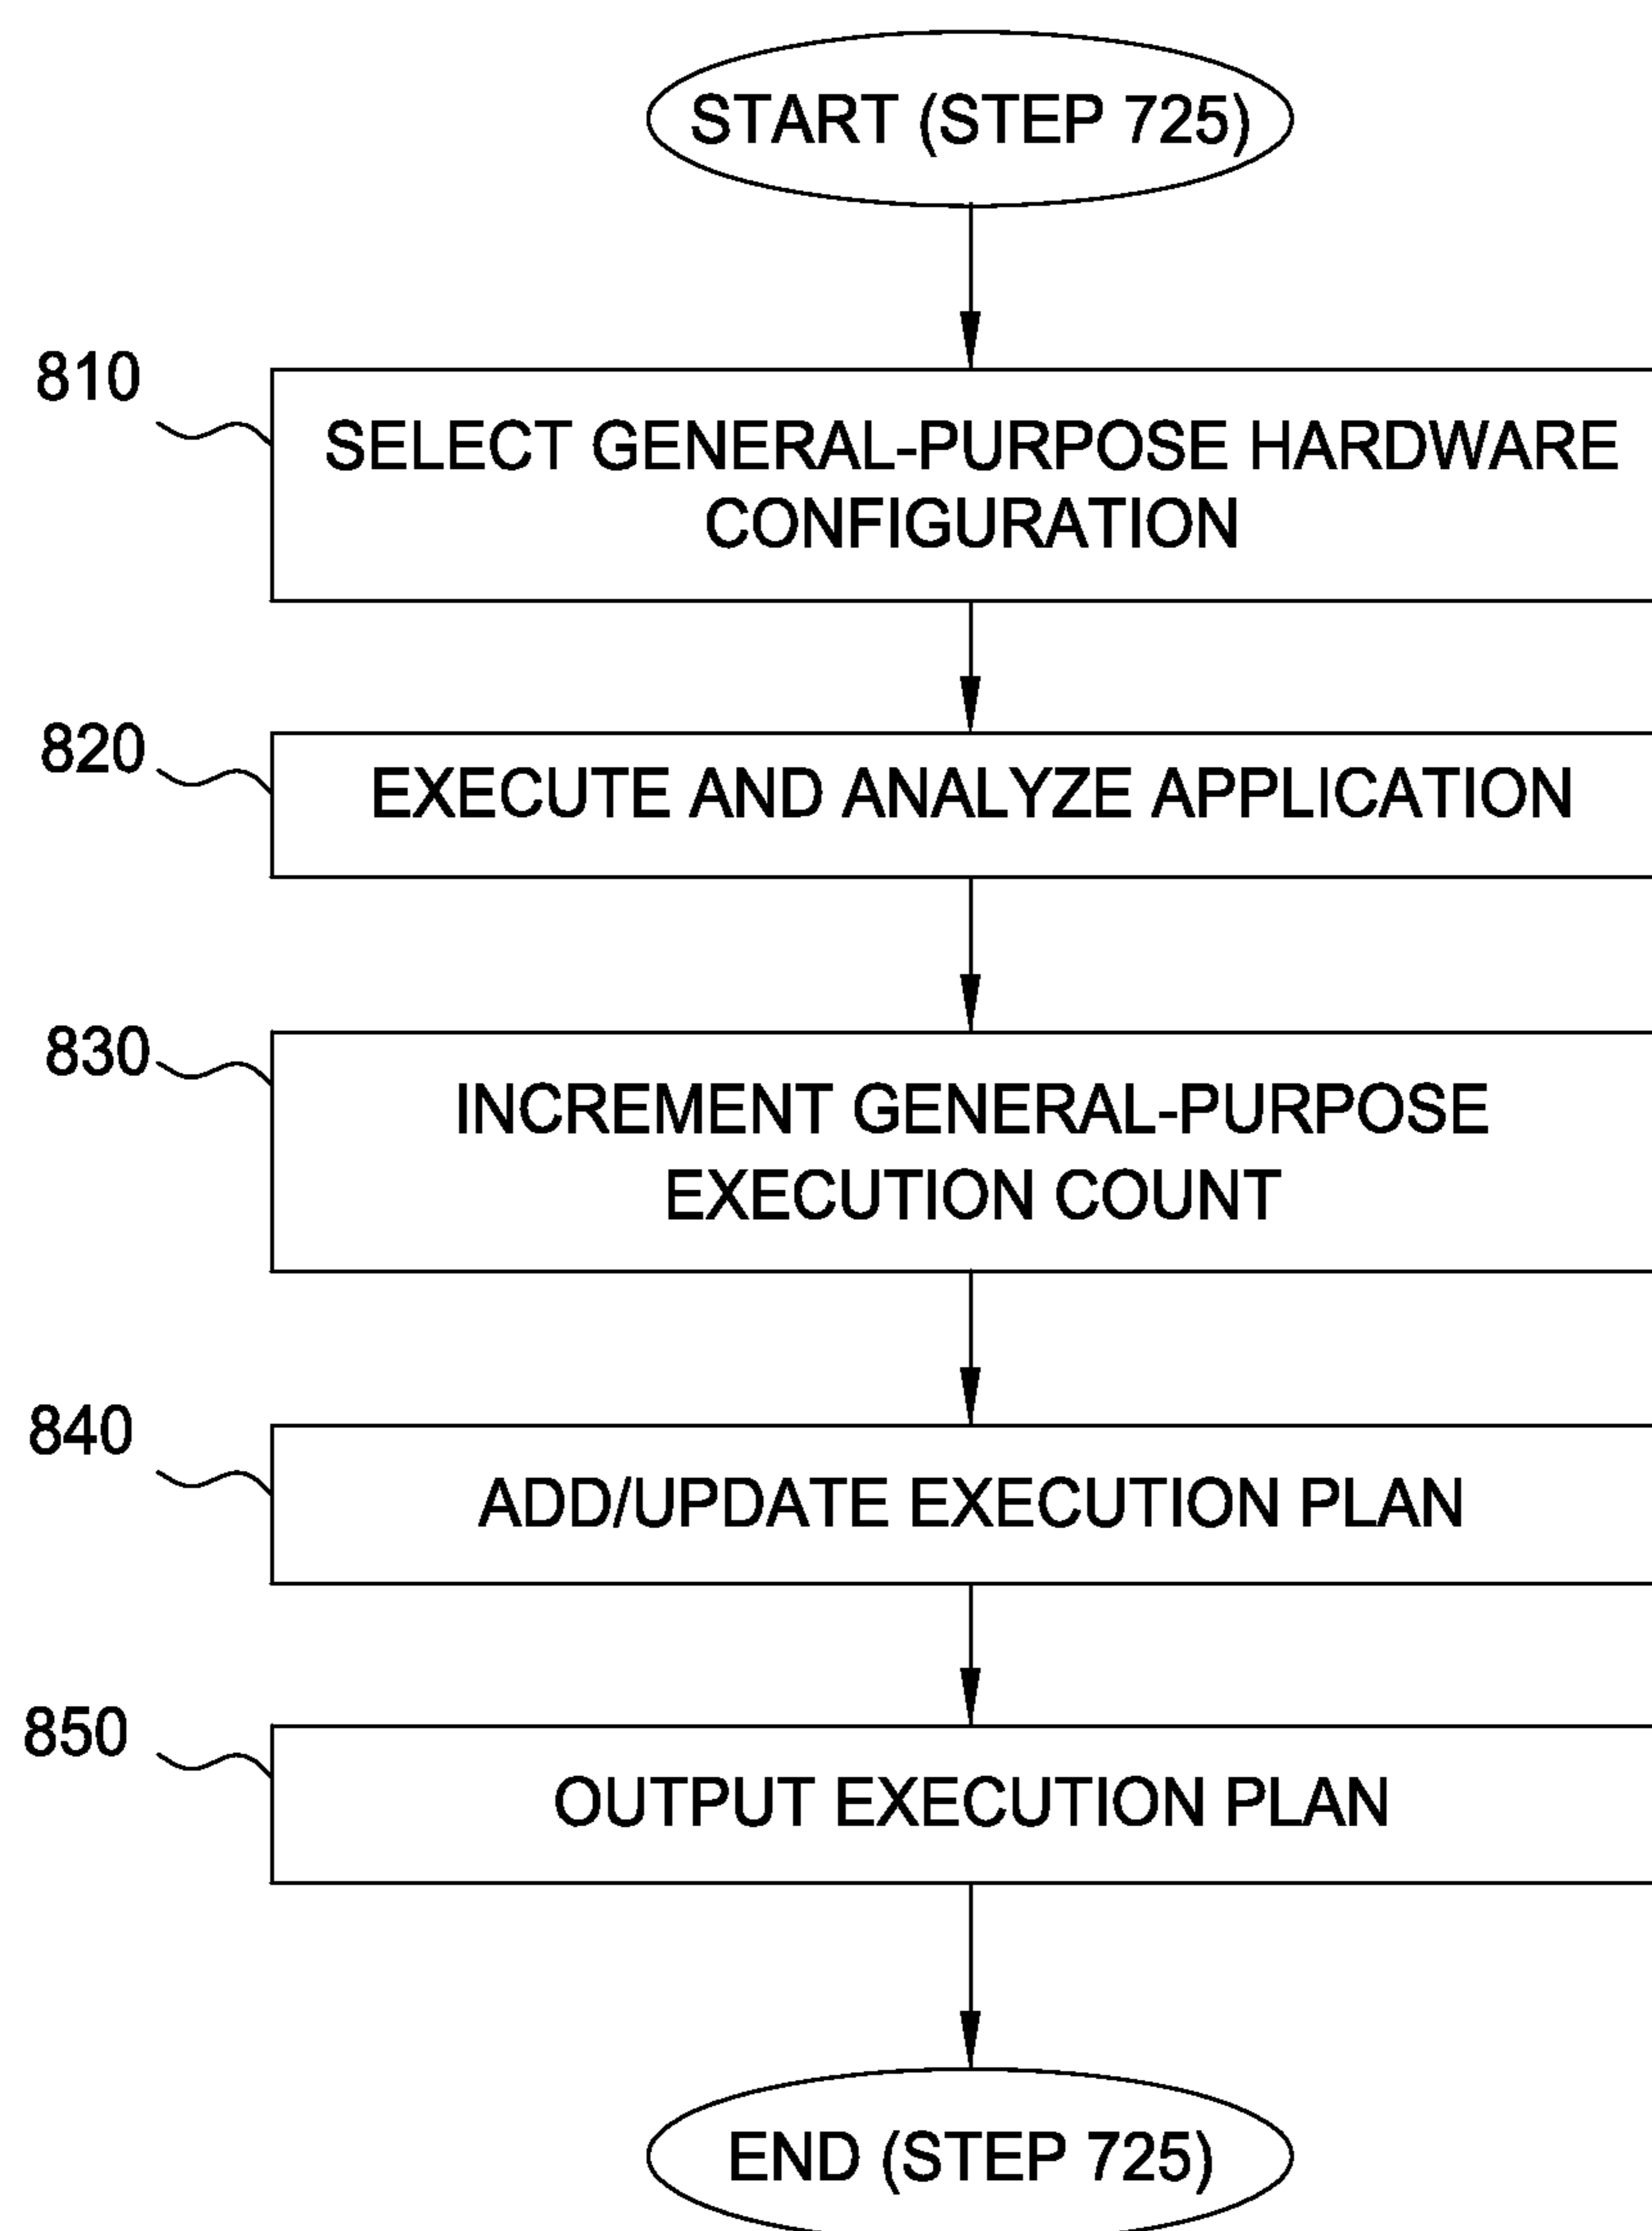 START (STEP 725)
810
SELECT GENERAL-PURPOSE HARDWARE
CONFIGURATION
820
EXECUTE AND ANALYZE APPLICATION
830
INCREMENT GENERAL-PURPOSE
EXECUTION COUNT
840
ADD/UPDATE EXECUTION PLAN
850
OUTPUT EXECUTION PLAN
END (STEP 725)